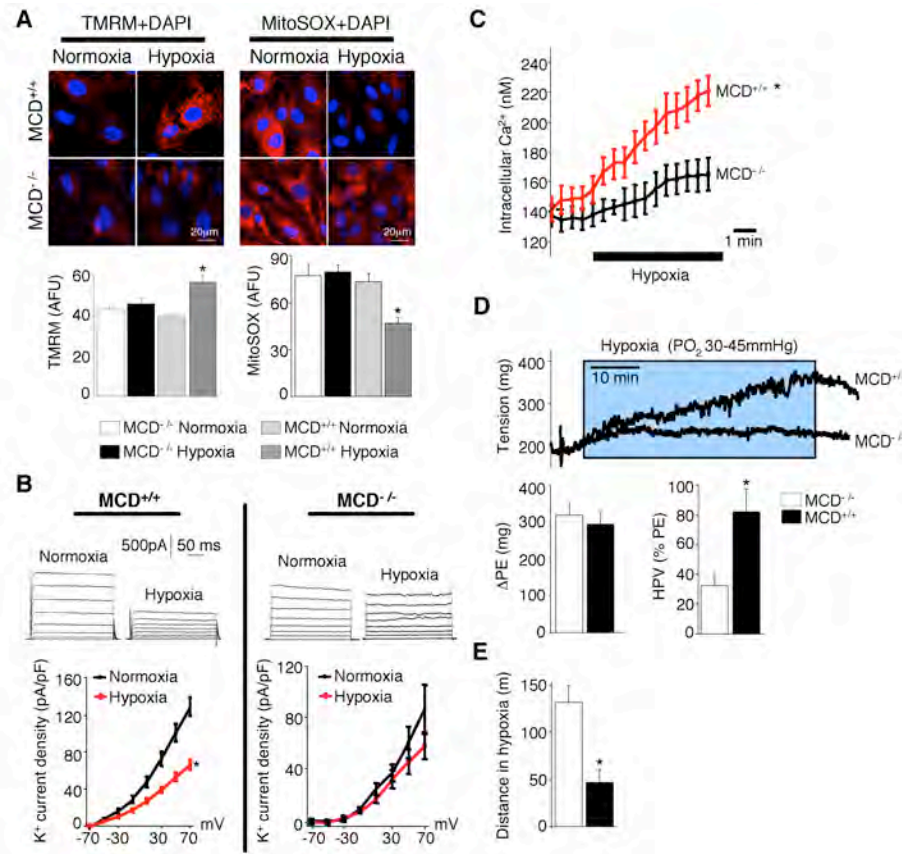 A
TMRM+DAPI
MitoSOX+DAPI
Normoxia Hypoxia
Normoxia Hypoxia
MCD+/+
MCD-/-
20μm
20μm
TMRM (AFU)
60
40
20
0
*
MitoSOX (AFU)
90
60
30
0
*
MCD-/- Normoxia
MCD+/+ Normoxia
MCD-/- Hypoxia
MCD+/+ Hypoxia
B
MCD+/+
MCD-/-
500pA 50 ms
Normoxia
Hypoxia
Normoxia
Hypoxia
K+ current density (pA/pF)
160
120
80
40
0
Normoxia
Hypoxia
*
-70 -30 30 70 mV
K+ current density (pA/pF)
120
80
40
0
Normoxia
Hypoxia
-70 -30 30 70 mV
C
Intracellular Ca2+ (nM)
220
200
180
160
140
120
MCD+/+ *
MCD-/-
1 min
Hypoxia
D
Hypoxia (PO2 30-45mmHg)
10 min
Tension (mg)
400
300
200
MCD+/
MCD-/
ΔPE (mg)
400
300
200
100
0
HPV (% PE)
100
80
60
40
20
0
*
MCD-/-
MCD+/+
E
Distance in hypoxia (m)
150
100
50
0
*